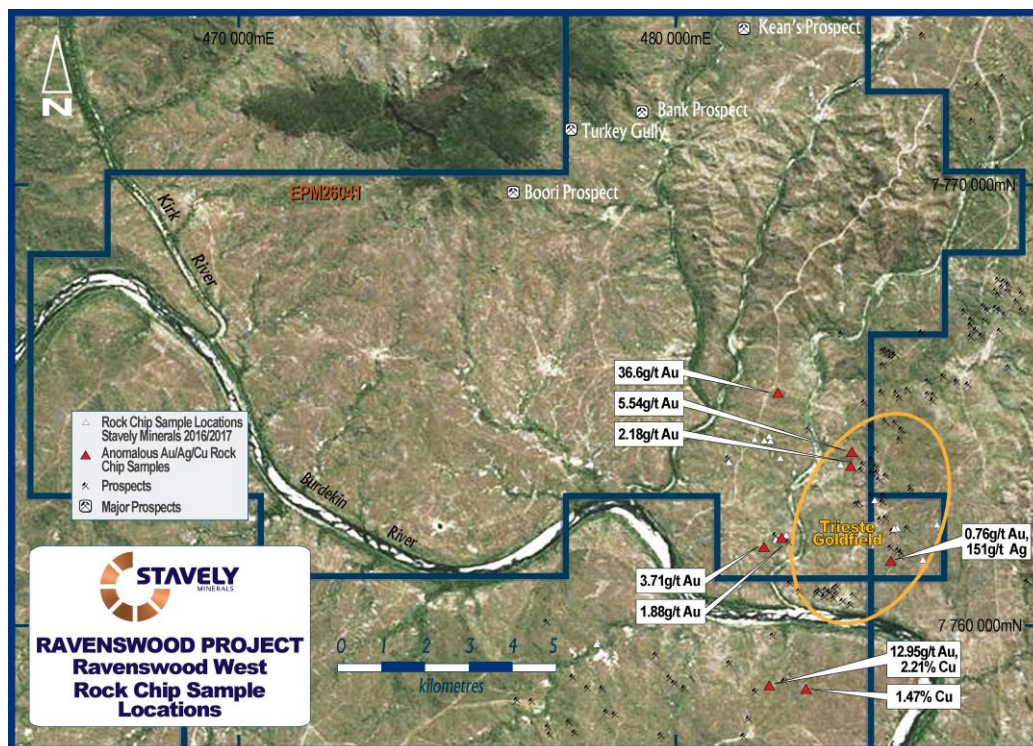 470 000mE
480 000mE
Kean's Prospect
N
Bank Prospect
Turkey Gully
EPM26041
Boori Prospect
7 770 000mN
Kirk
River
36.6g/t Au
5.54g/t Au
2.18g/t Au
Rock Chip Sample Locations
Stavely Minerals 2016/2017
Anomalous Au/Ag/Cu Rock
Chip Samples
Prospects
Major Prospects
Burdekin
River
Trieste
Goldfield
0.76g/t Au,
151g/t Ag
3.71g/t Au
1.88g/t Au
STAVELY
MINERALS
RAVENSWOOD PROJECT
Ravenswood West
Rock Chip Sample
Locations
0 1 2 3 4 5
kilometres
7 760 000mN
12.95g/t Au,
2.21% Cu
1.47% Cu